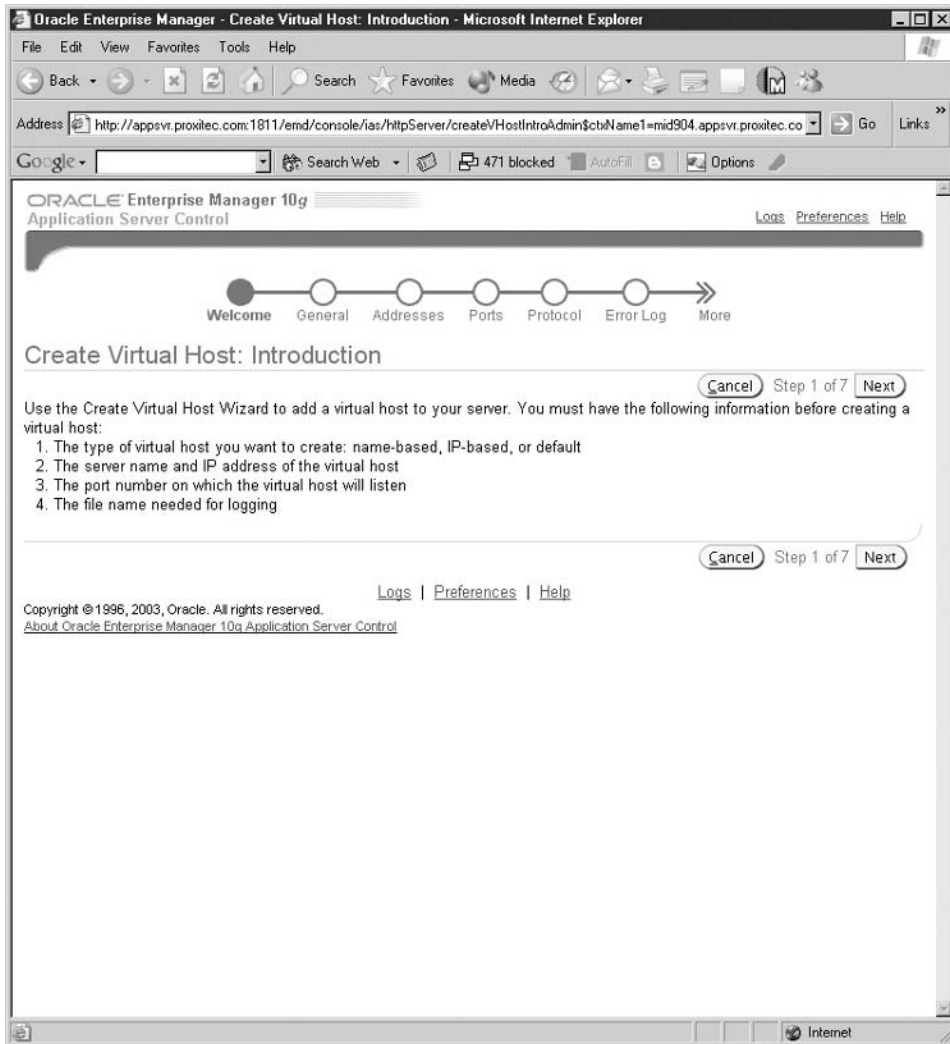 Oracle Enterprise Manager - Create Virtual Host: Introduction - Microsoft Internet Explorer
File Edit View Favorites Tools Help
Back Search Favorites Media
Address http://appsvr.proxitec.com:1811/emd/console/ias/httpServer/createVHostIntroAdmin$ctxName1=mid904.appsvr.proxitec.co Go Links »
Google Search Web 471 blocked AutoFill Options
ORACLE Enterprise Manager 10g
Application Server Control
Logs Preferences Help
Welcome General Addresses Ports Protocol Error Log More
Create Virtual Host: Introduction
Cancel Step 1 of 7 Next
Use the Create Virtual Host Wizard to add a virtual host to your server. You must have the following information before creating a
virtual host:
1. The type of virtual host you want to create: name-based, IP-based, or default
2. The server name and IP address of the virtual host
3. The port number on which the virtual host will listen
4. The file name needed for logging
Cancel Step 1 of 7 Next
Logs | Preferences | Help
Copyright © 1996, 2003, Oracle. All rights reserved.
About Oracle Enterprise Manager 10g Application Server Control
Internet